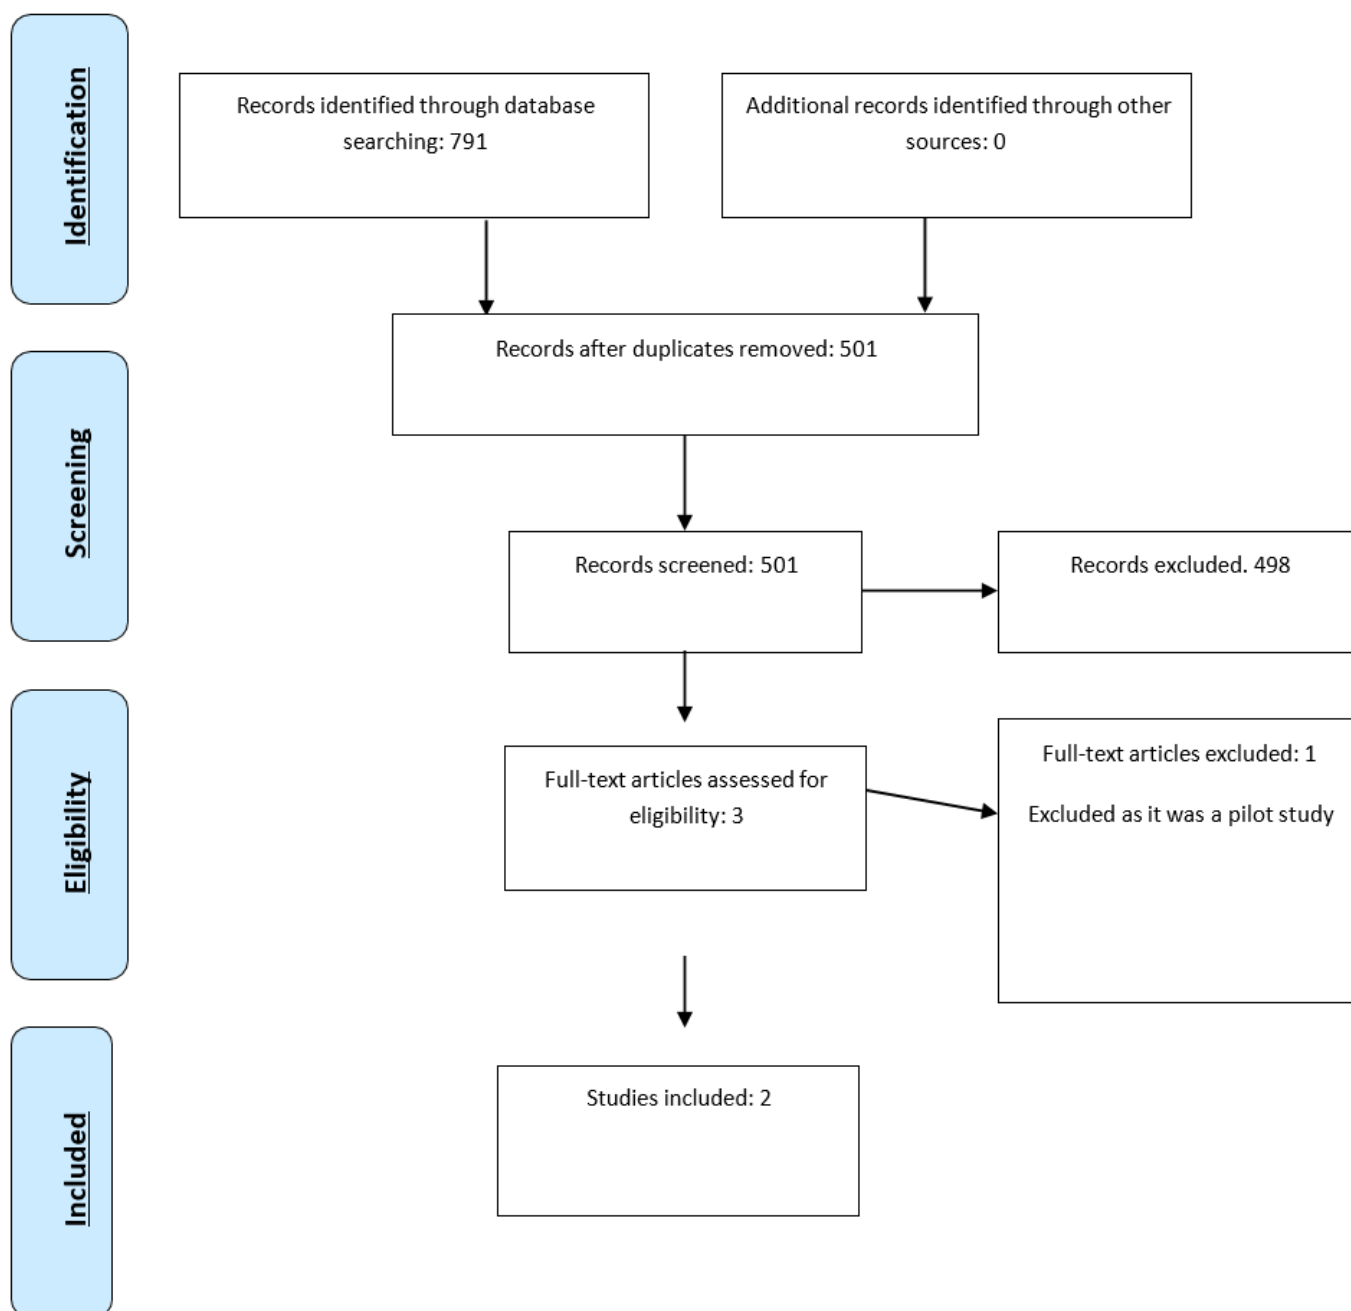 Identification
Records identified through database
searching: 791
Additional records identified through other
sources: 0
Records after duplicates removed: 501
Screening
Records screened: 501
Records excluded. 498
Eligibility
Full-text articles assessed for
eligibility: 3
Full-text articles excluded: 1
Excluded as it was a pilot study
Included
Studies included: 2